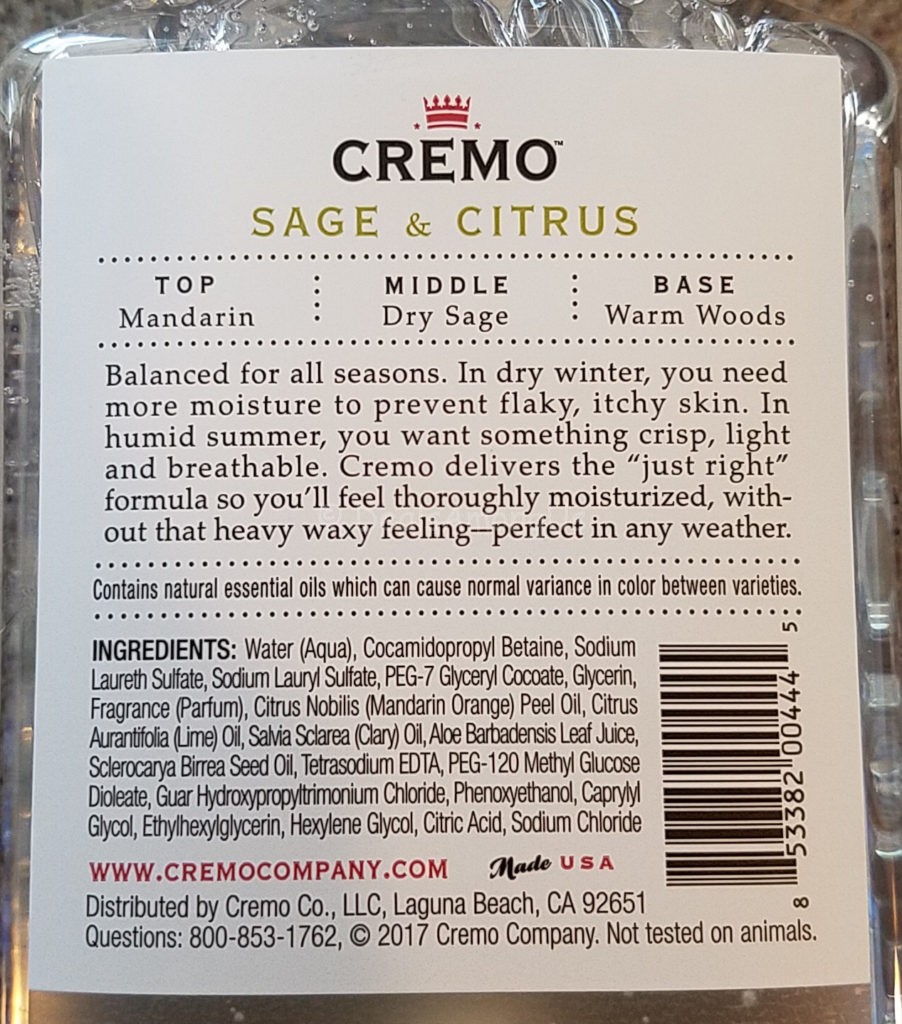 CREMO™
SAGE & CITRUS
TOP
Mandarin
MIDDLE
Dry Sage
BASE
Warm Woods
Balanced for all seasons. In dry winter, you need
more moisture to prevent flaky, itchy skin. In
humid summer, you want something crisp, light
and breathable. Cremo delivers the “just right”
formula so you’ll feel thoroughly moisturized, with-
out that heavy waxy feeling—perfect in any weather.
Contains natural essential oils which can cause normal variance in color between varieties.
INGREDIENTS: Water (Aqua), Cocamidopropyl Betaine, Sodium
Laureth Sulfate, Sodium Lauryl Sulfate, PEG-7 Glyceryl Cocoate, Glycerin,
Fragrance (Parfum), Citrus Nobilis (Mandarin Orange) Peel Oil, Citrus
Aurantifolia (Lime) Oil, Salvia Sclarea (Clary) Oil, Aloe Barbadensis Leaf Juice,
Sclerocarya Birrea Seed Oil, Tetrasodium EDTA, PEG-120 Methyl Glucose
Dioleate, Guar Hydroxypropyltrimonium Chloride, Phenoxyethanol, Caprylyl
Glycol, Ethylhexylglycerin, Hexylene Glycol, Citric Acid, Sodium Chloride
8 53382 00444 5
WWW.CREMOCOMPANY.COM Made USA
Distributed by Cremo Co., LLC, Laguna Beach, CA 92651
Questions: 800-853-1762, © 2017 Cremo Company. Not tested on animals.